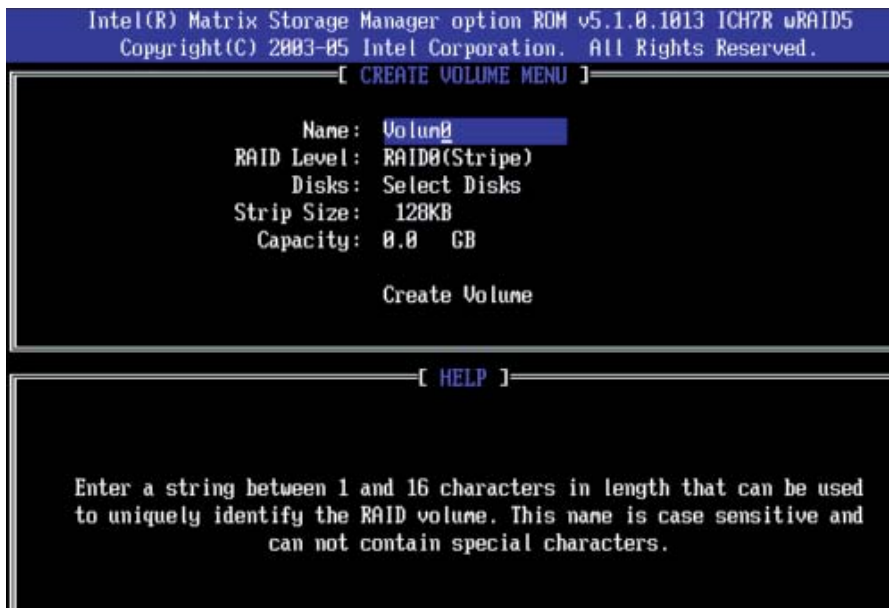 Intel(R) Matrix Storage Manager option ROM v5.1.0.1013 ICH7R wRAID5
Copyright(C) 2003-05 Intel Corporation. All Rights Reserved.
[ CREATE VOLUME MENU ]
Name: Volum0
RAID Level: RAID0(Stripe)
Disks: Select Disks
Strip Size: 128KB
Capacity: 0.0 GB
Create Volume
[ HELP ]
Enter a string between 1 and 16 characters in length that can be used
to uniquely identify the RAID volume. This name is case sensitive and
can not contain special characters.